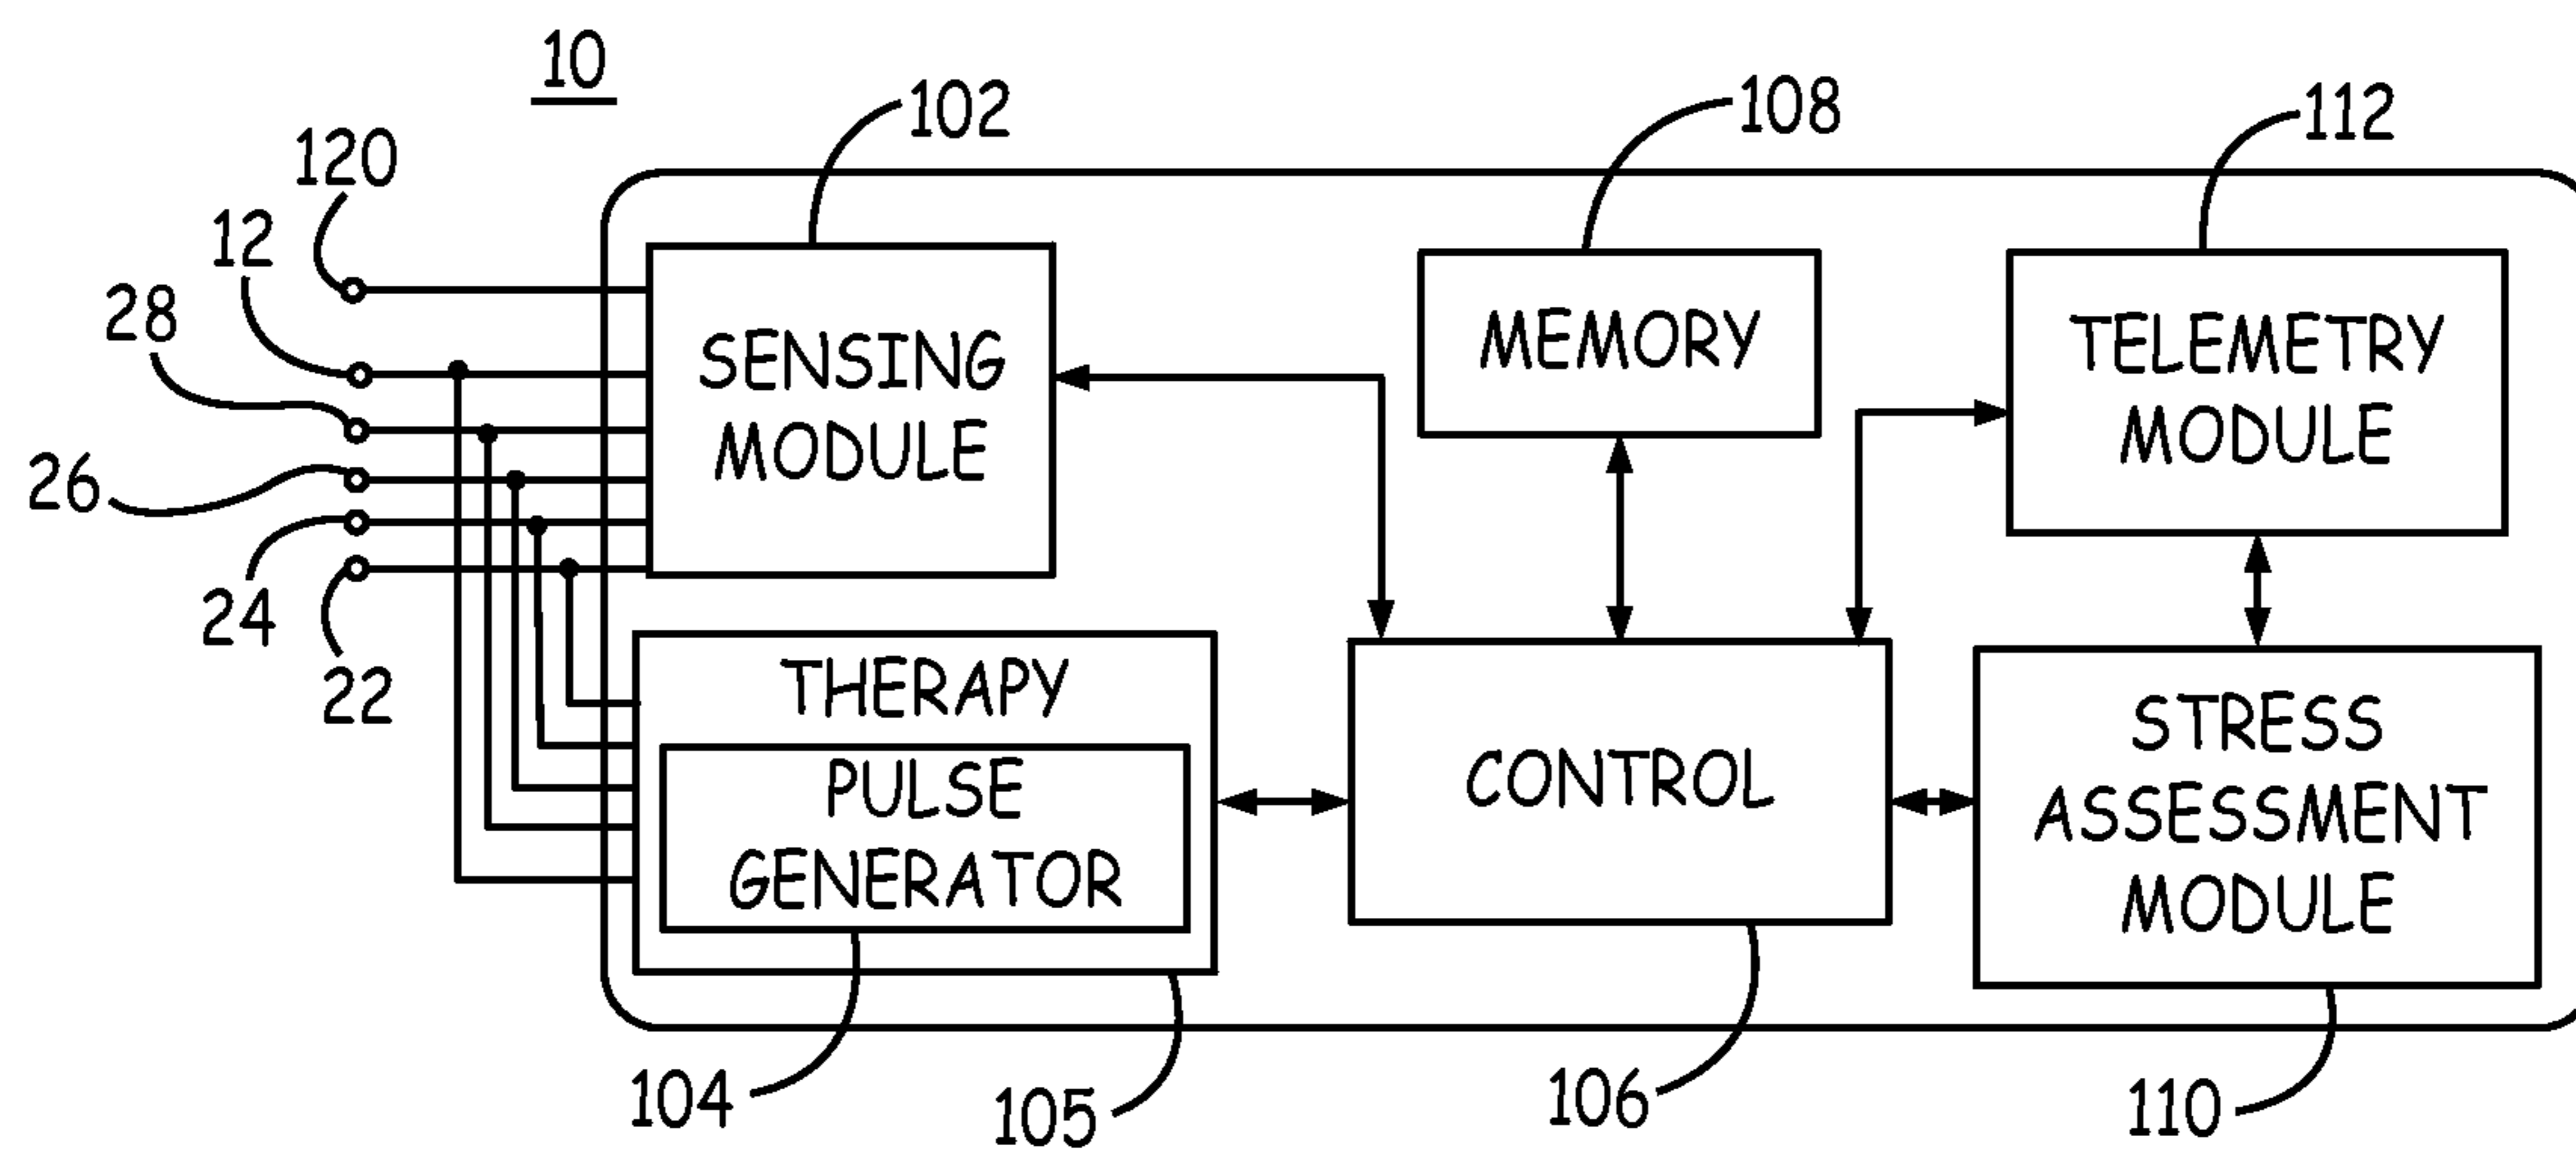 10
102
108
112
120
12
28
26
24
22
SENSING
MODULE
MEMORY
TELEMETRY
MODULE
THERAPY
PULSE
GENERATOR
CONTROL
STRESS
ASSESSMENT
MODULE
104
105
106
110